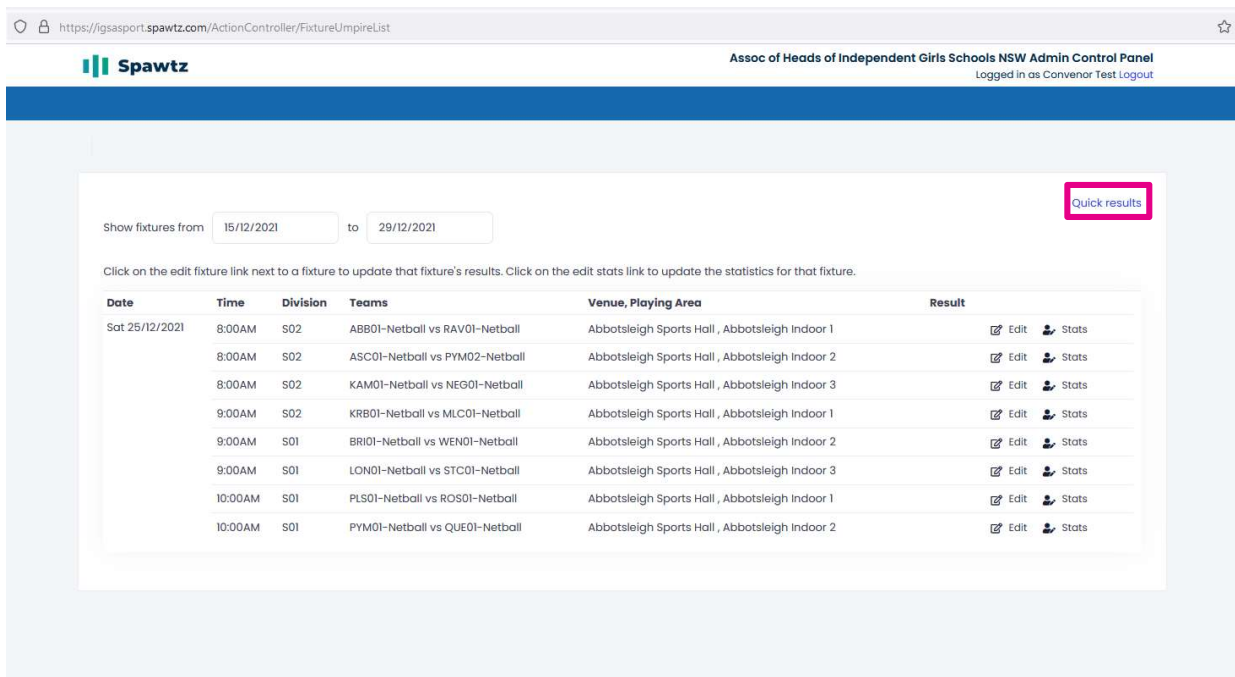 https://igsasport.spawtz.com/ActionController/FixtureUmpireList
Spawtz
Assoc of Heads of Independent Girls Schools NSW Admin Control Panel
Logged in as Convenor Test Logout
Quick results
Show fixtures from 15/12/2021 to 29/12/2021
Click on the edit fixture link next to a fixture to update that fixture's results. Click on the edit stats link to update the statistics for that fixture.
Date Time Division Teams Venue, Playing Area Result
Sat 25/12/2021 8:00AM S02 ABB01-Netball vs RAV01-Netball Abbotsleigh Sports Hall , Abbotsleigh Indoor 1 Edit Stats
8:00AM S02 ASC01-Netball vs PYM02-Netball Abbotsleigh Sports Hall , Abbotsleigh Indoor 2 Edit Stats
8:00AM S02 KAM01-Netball vs NEG01-Netball Abbotsleigh Sports Hall , Abbotsleigh Indoor 3 Edit Stats
9:00AM S02 KRB01-Netball vs MLC01-Netball Abbotsleigh Sports Hall , Abbotsleigh Indoor 1 Edit Stats
9:00AM S01 BRI01-Netball vs WEN01-Netball Abbotsleigh Sports Hall , Abbotsleigh Indoor 2 Edit Stats
9:00AM S01 LON01-Netball vs STC01-Netball Abbotsleigh Sports Hall , Abbotsleigh Indoor 3 Edit Stats
10:00AM S01 PLS01-Netball vs ROS01-Netball Abbotsleigh Sports Hall , Abbotsleigh Indoor 1 Edit Stats
10:00AM S01 PYM01-Netball vs QUE01-Netball Abbotsleigh Sports Hall , Abbotsleigh Indoor 2 Edit Stats